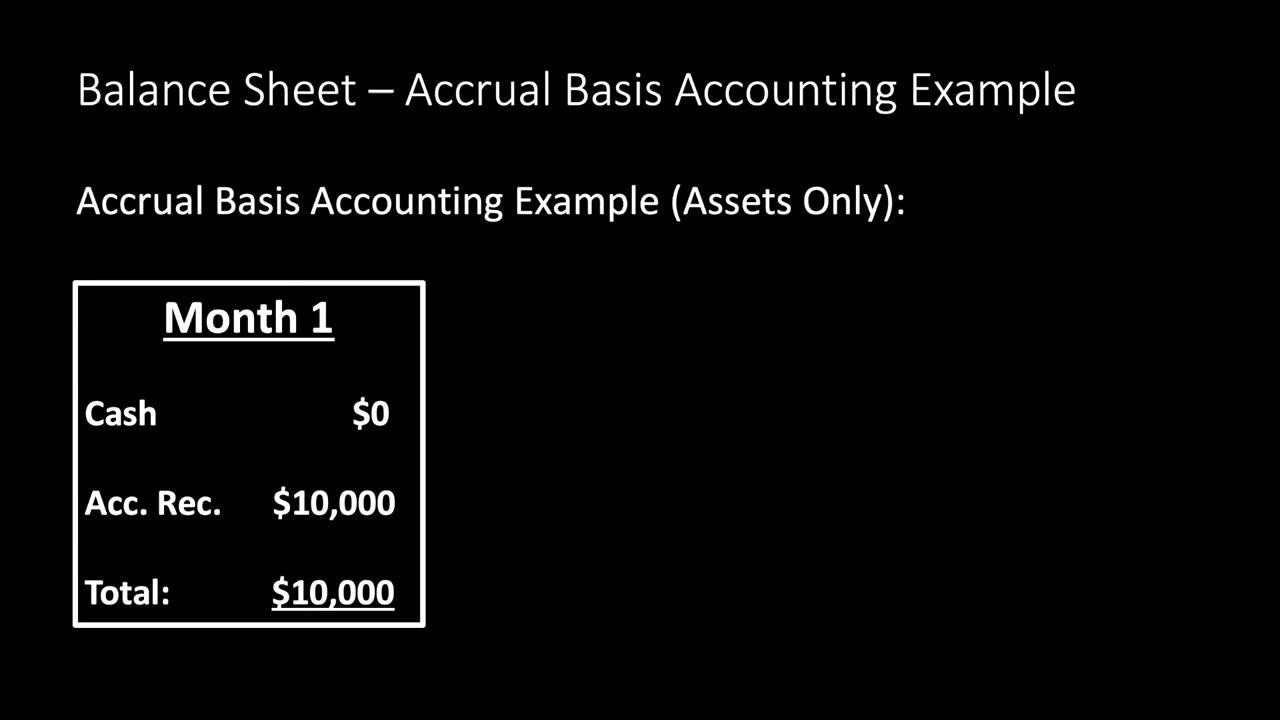 Balance Sheet – Accrual Basis Accounting Example
Accrual Basis Accounting Example (Assets Only):
Month 1
Cash $0
Acc. Rec. $10,000
Total: $10,000